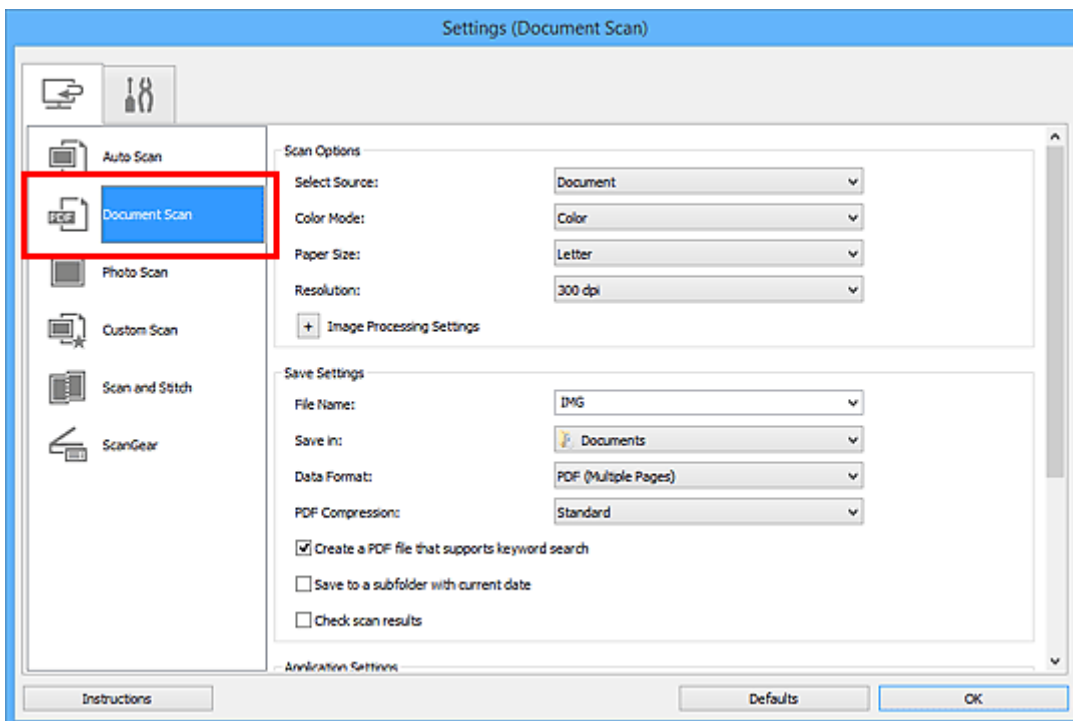 Settings (Document Scan)
Auto Scan
PDF
Document Scan
Photo Scan
Custom Scan
Scan and Stitch
ScanGear
Scan Options
Select Source: Document
Color Mode: Color
Paper Size: Letter
Resolution: 300 dpi
+ Image Processing Settings
Save Settings
File Name: IMG
Save in: Documents
Data Format: PDF (Multiple Pages)
PDF Compression: Standard
Create a PDF file that supports keyword search
Save to a subfolder with current date
Check scan results
Application Settings
Instructions Defaults OK